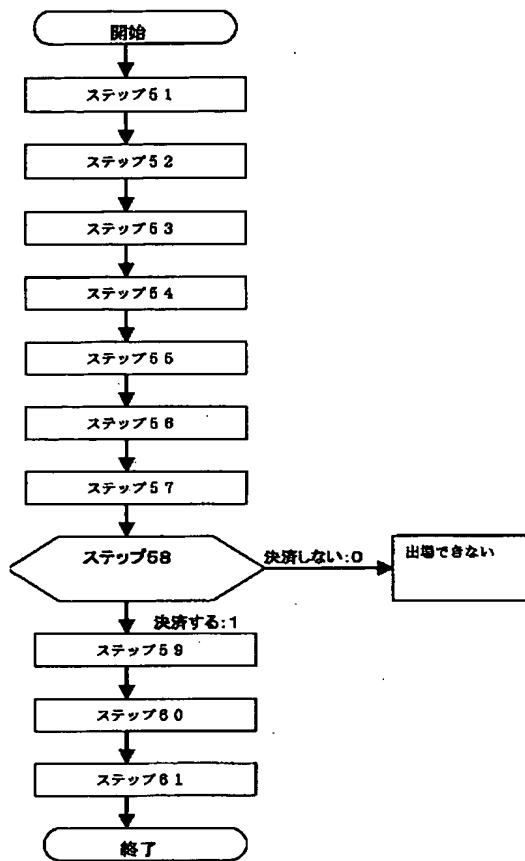 開始
ステップ５１
ステップ５２
ステップ５３
ステップ５４
ステップ５５
ステップ５６
ステップ５７
ステップ58
決済しない:0
出場できない
決済する:1
ステップ５９
ステップ６０
ステップ６１
終了